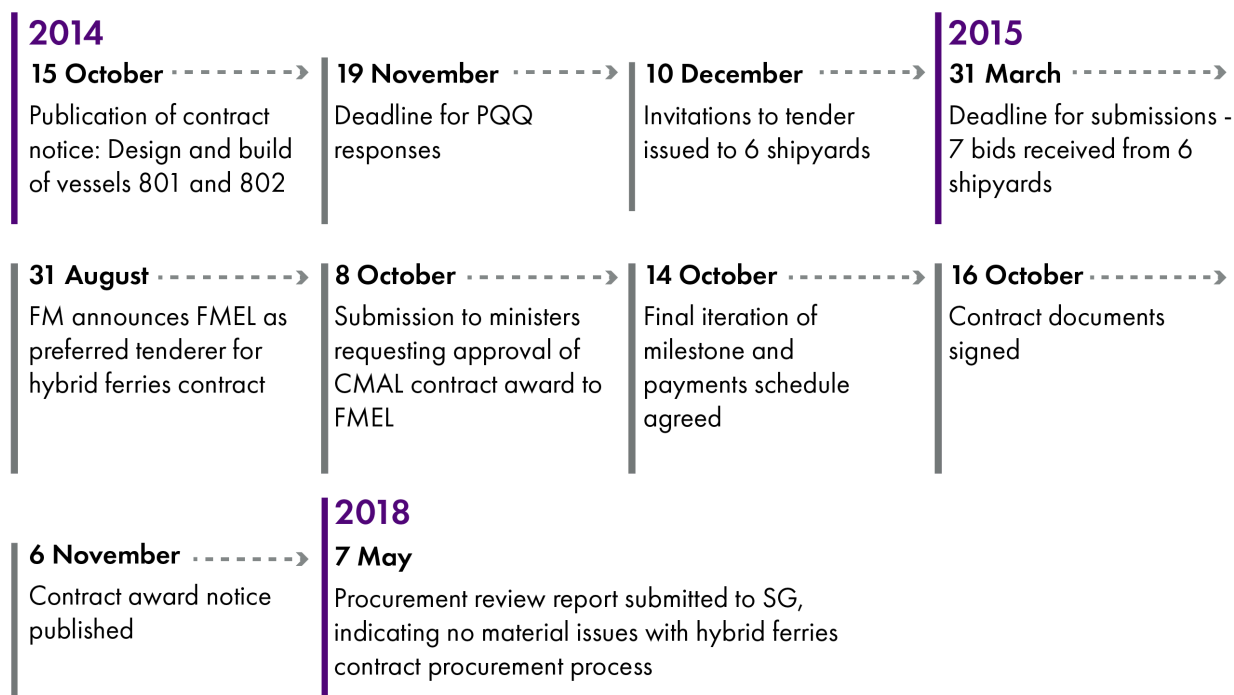 2014
15 October
Publication of contract
notice: Design and build
of vessels 801 and 802
19 November
Deadline for PQQ
responses
10 December
Invitations to tender
issued to 6 shipyards
2015
31 March
Deadline for submissions -
7 bids received from 6
shipyards
31 August
FM announces FMEL as
preferred tenderer for
hybrid ferries contract
8 October
Submission to ministers
requesting approval of
CMAL contract award to
FMEL
14 October
Final iteration of
milestone and
payments schedule
agreed
16 October
Contract documents
signed
6 November
Contract award notice
published
2018
7 May
Procurement review report submitted to SG,
indicating no material issues with hybrid ferries
contract procurement process